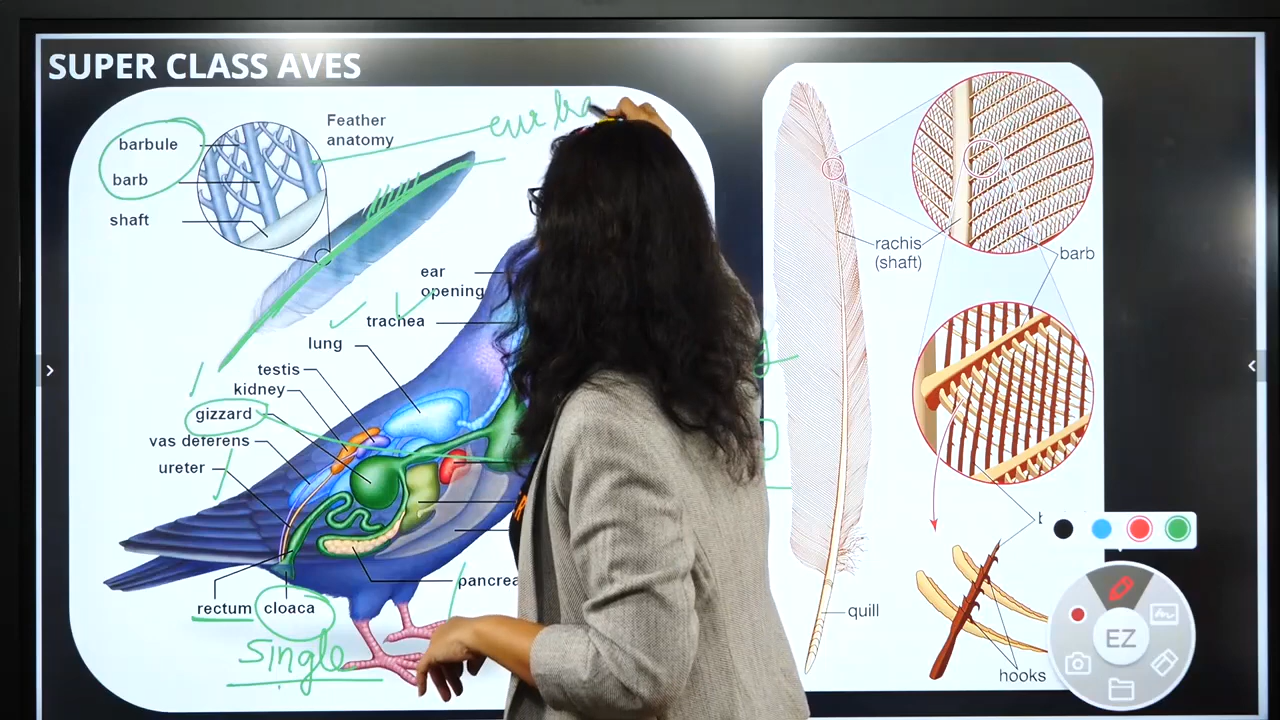 SUPER CLASS AVES
Feather
anatomy
barbule
barb
shaft
ear
opening
trachea
lung
testis
kidney
gizzard
vas deferens
ureter
rectum
cloaca
Single
rachis
(shaft)
barb
quill
hooks
EZ